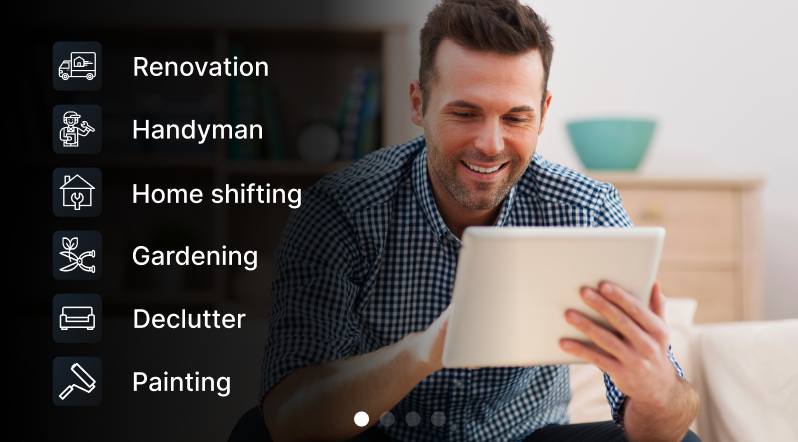 Renovation
Handyman
Home shifting
Gardening
Declutter
Painting